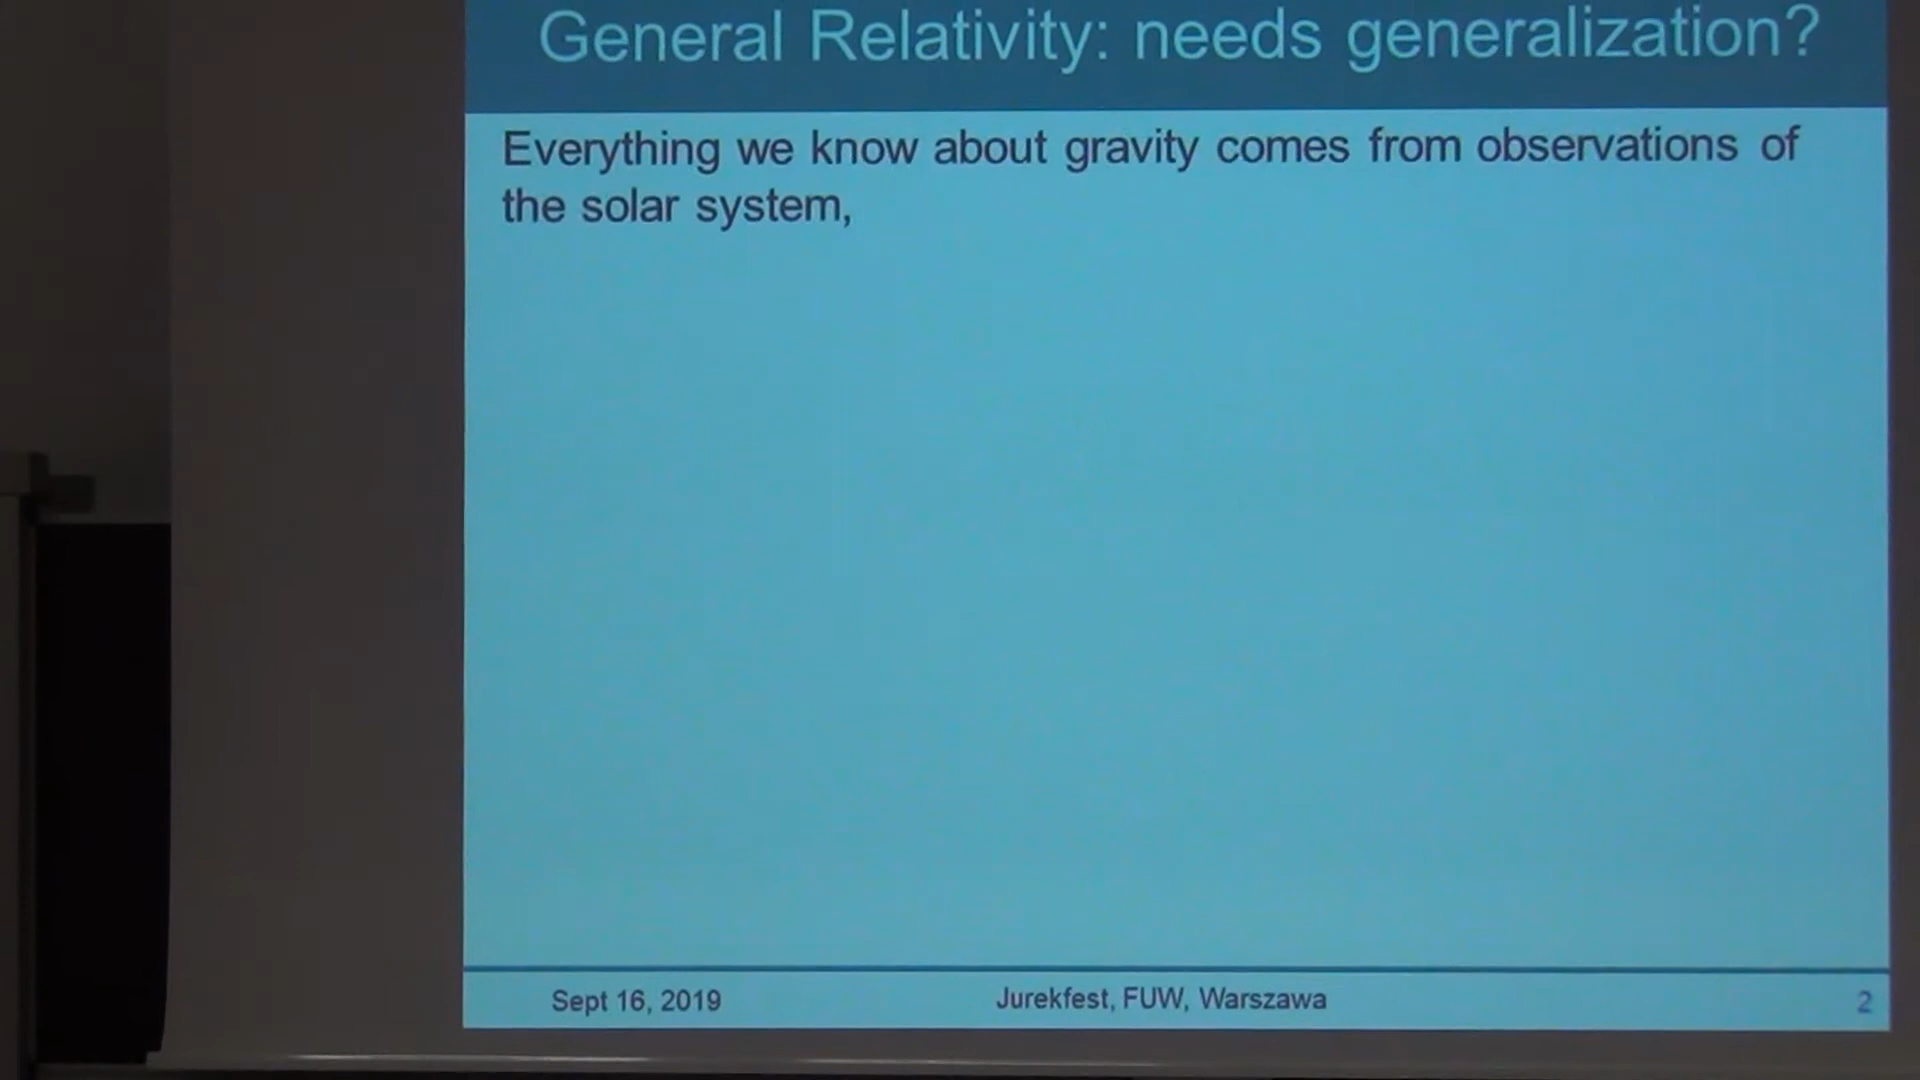 General Relativity: needs generalization?
Everything we know about gravity comes from observations of
the solar system,
Sept 16, 2019
Jurekfest, FUW, Warszawa
2